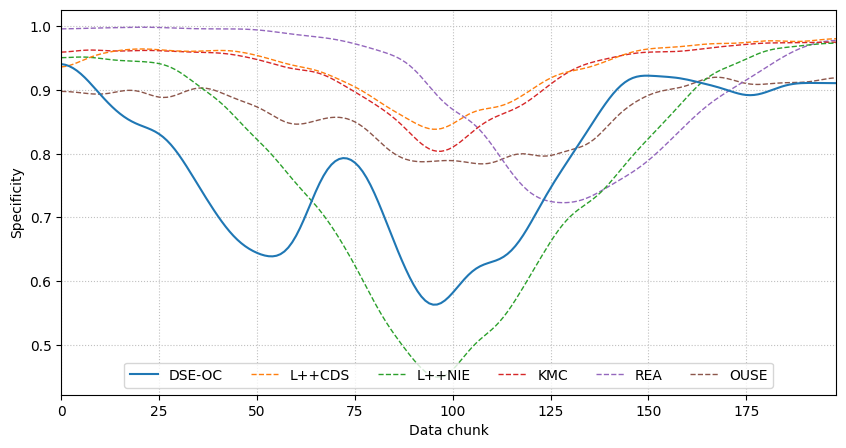 1.0
0.9
0.8
0.7
0.6
0.5
Specificity
DSE-OC L++CDS L++NIE KMC REA OUSE
0 25 50 75 100 125 150 175
Data chunk